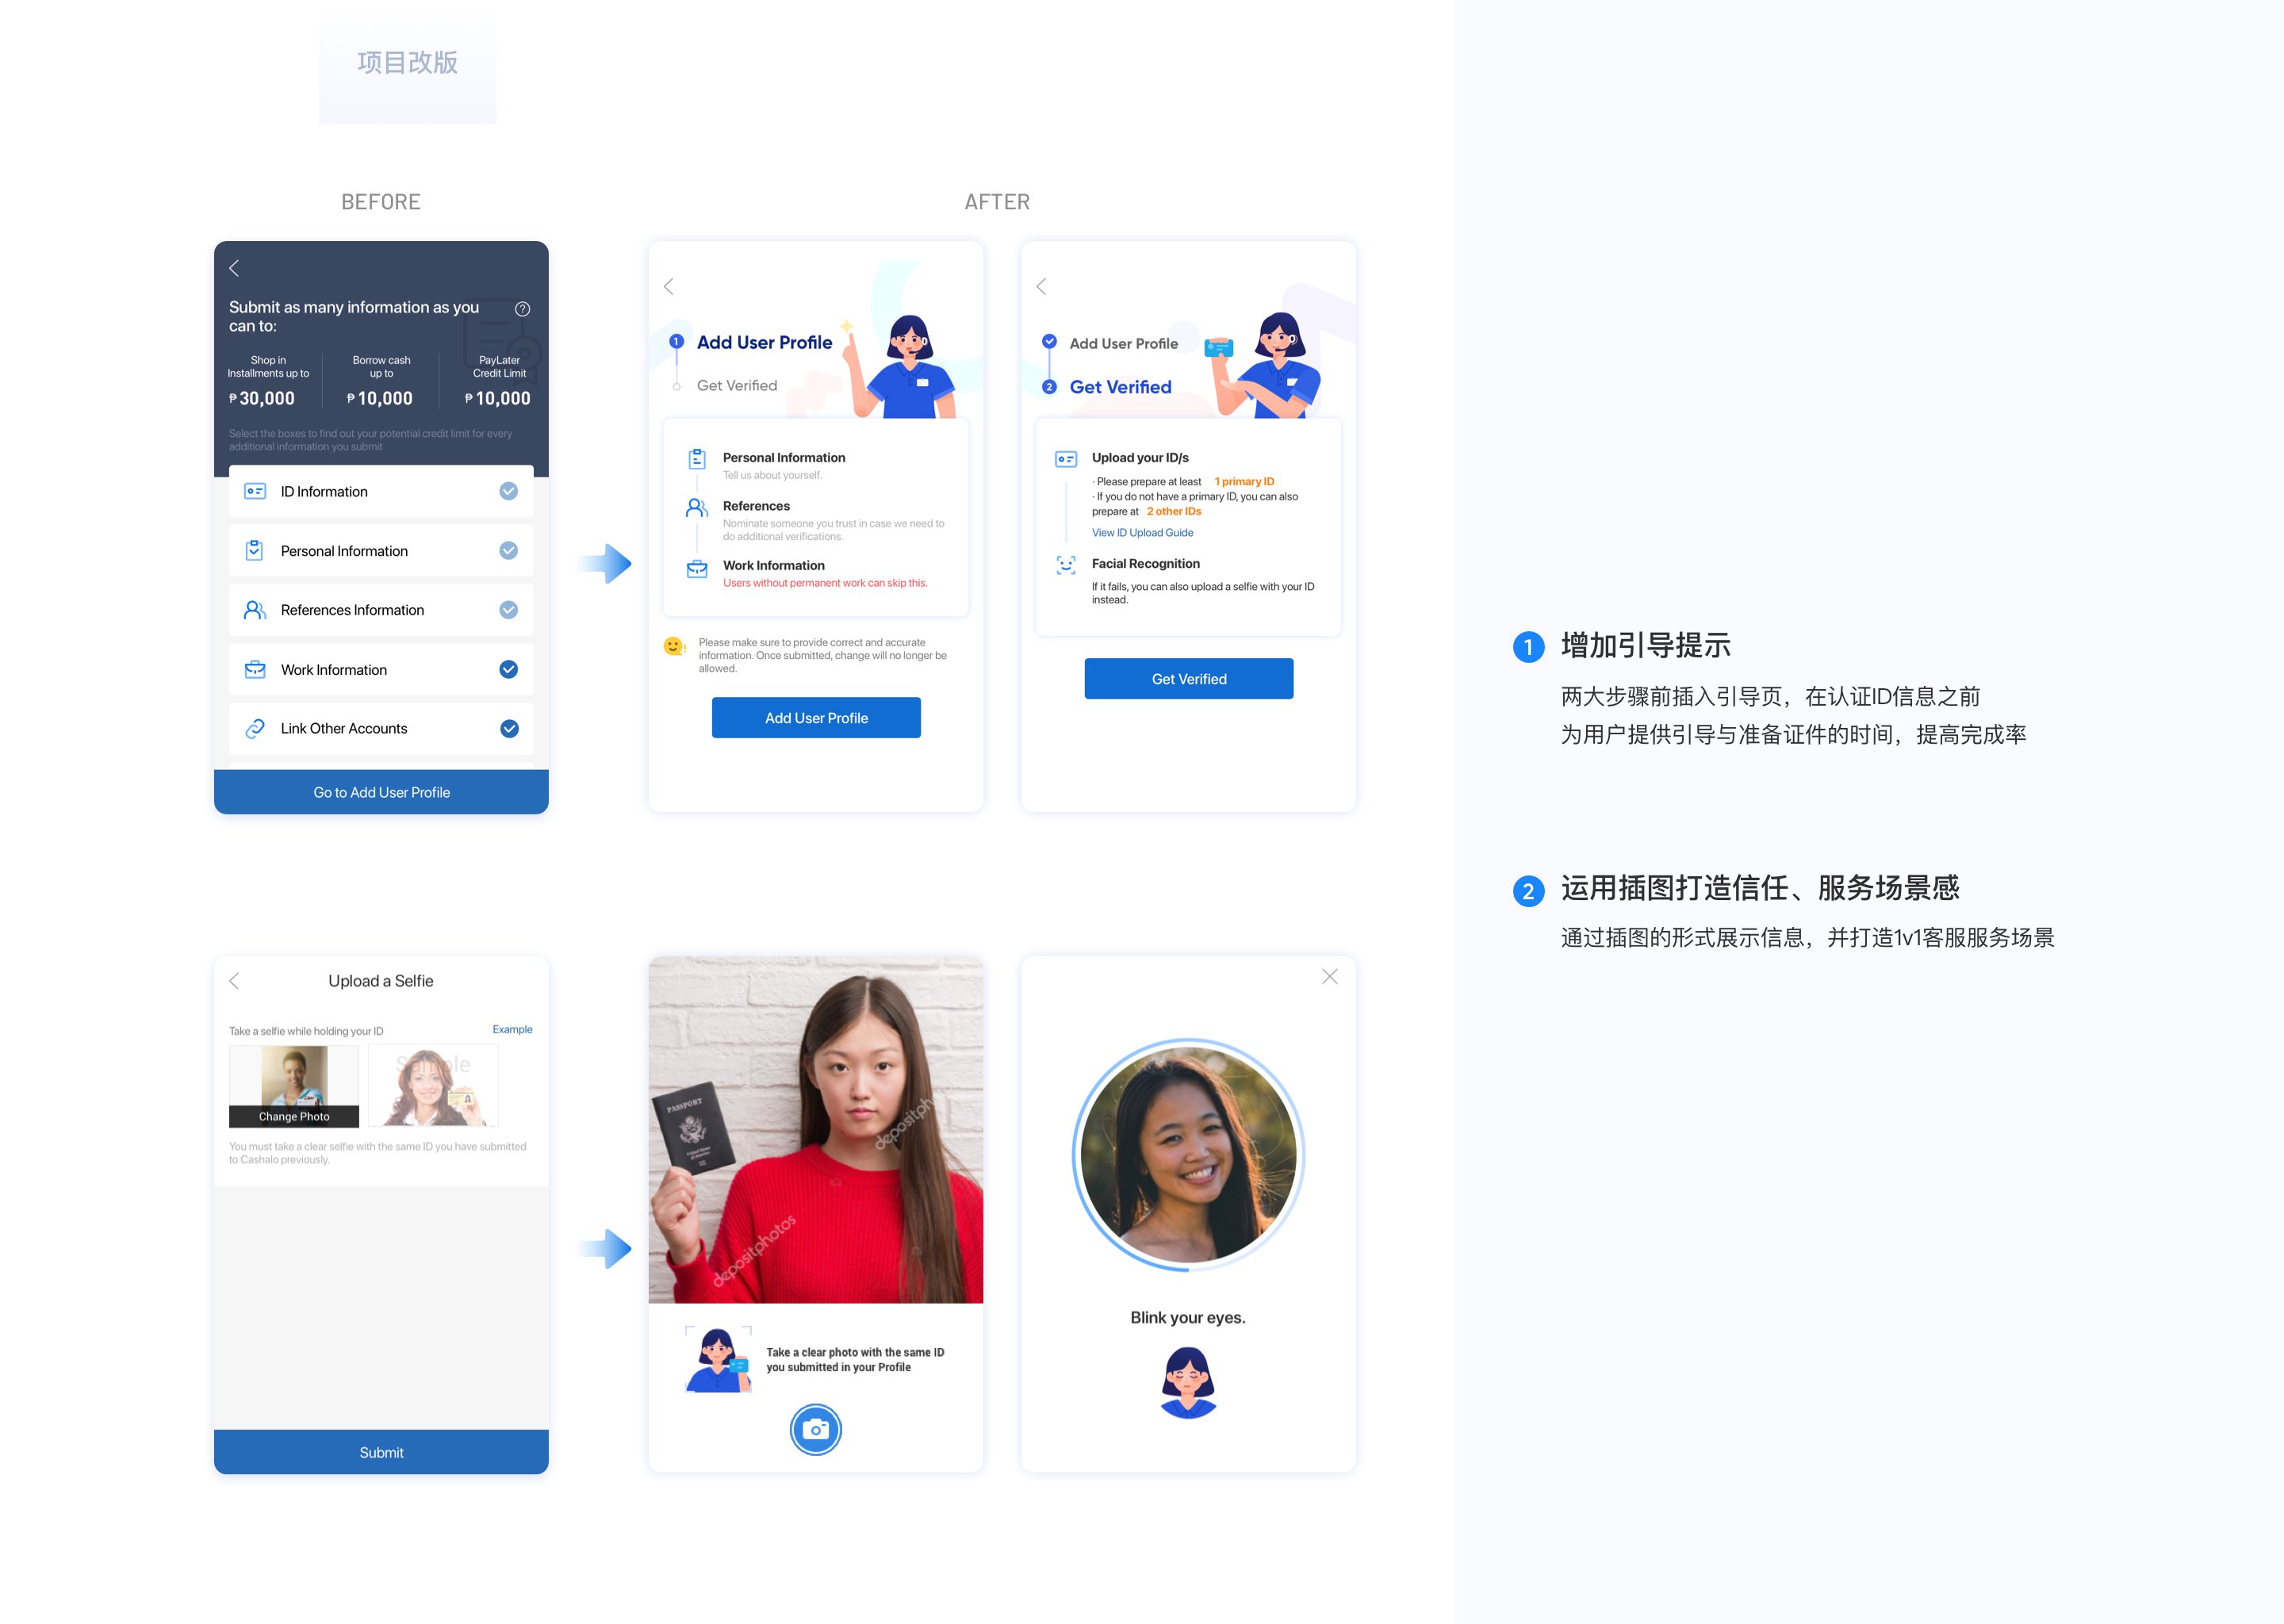 项目改版
BEFORE
AFTER
Submit as many information as you
can to:
?
Shop in
Installments up to
₱ 30,000
Borrow cash
up to
₱ 10,000
PayLater
Credit Limit
₱ 10,000
Select the boxes to find out your potential credit limit for every
additional information you submit
ID Information
Personal Information
References Information
Work Information
Link Other Accounts
Go to Add User Profile
1 Add User Profile
Get Verified
Personal Information
Tell us about yourself.
References
Nominate someone you trust in case we need to
do additional verifications.
Work Information
Users without permanent work can skip this.
Please make sure to provide correct and accurate
information. Once submitted, change will no longer be
allowed.
Add User Profile
Add User Profile
2 Get Verified
Upload your ID/s
· Please prepare at least 1 primary ID
· If you do not have a primary ID, you can also
prepare at 2 other IDs
View ID Upload Guide
Facial Recognition
If it fails, you can also upload a selfie with your ID
instead.
Get Verified
1 增加引导提示
两大步骤前插入引导页，在认证ID信息之前
为用户提供引导与准备证件的时间，提高完成率
2 运用插图打造信任、服务场景感
通过插图的形式展示信息，并打造1v1客服服务场景
Upload a Selfie
Take a selfie while holding your ID
Example
Sample
Change Photo
You must take a clear selfie with the same ID you have submitted
to Cashalo previously.
Submit
PASSPORT
United States
of America
depositphotos
depositphotos
Take a clear photo with the same ID
you submitted in your Profile
Blink your eyes.